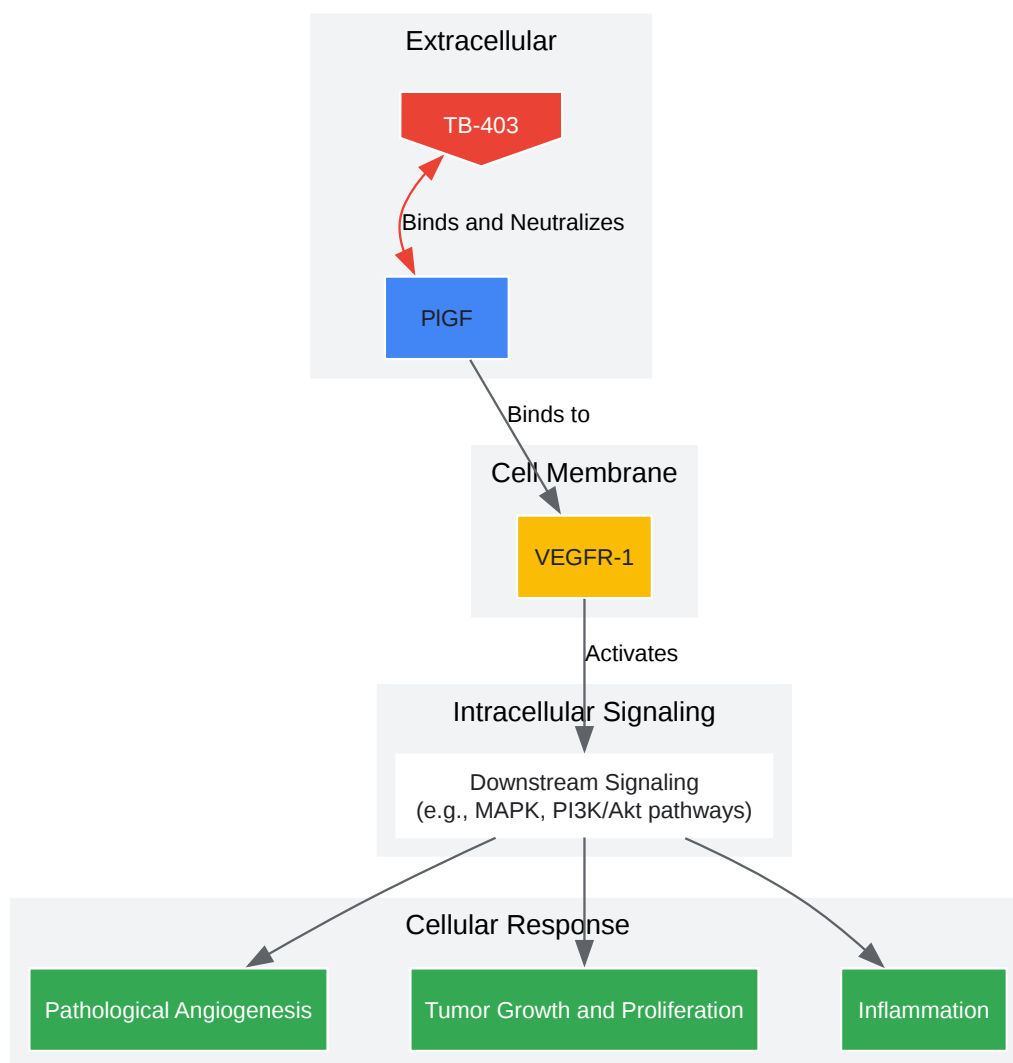 Extracellular
TB-403
Binds and Neutralizes
PlGF
Binds to
Cell Membrane
VEGFR-1
Activates
Intracellular Signaling
Downstream Signaling
(e.g., MAPK, PI3K/Akt pathways)
Cellular Response
Pathological Angiogenesis
Tumor Growth and Proliferation
Inflammation